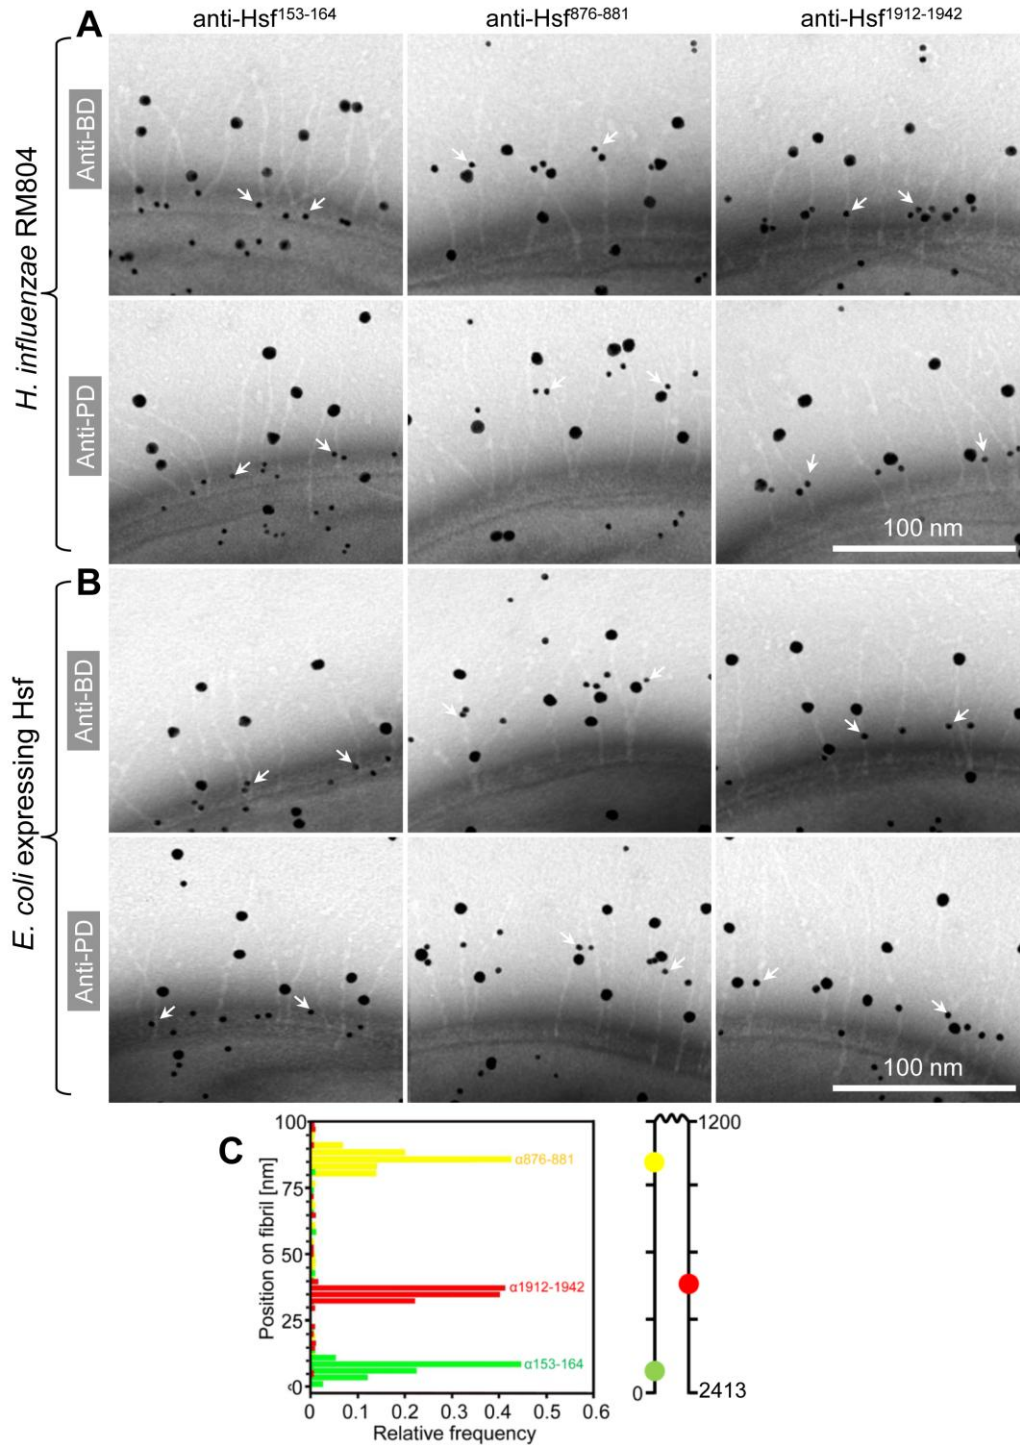 A
anti-Hsf153-164
anti-Hsf876-881
anti-Hsf1912-1942
H. influenzae RM804
Anti-BD
Anti-PD
100 nm
B
E. coli expressing Hsf
Anti-BD
Anti-PD
100 nm
C
Position on fibril [nm]
100
75
50
25
0
α876-881
α1912-1942
α153-164
0 0.1 0.2 0.3 0.4 0.5 0.6
Relative frequency
1200
0
2413